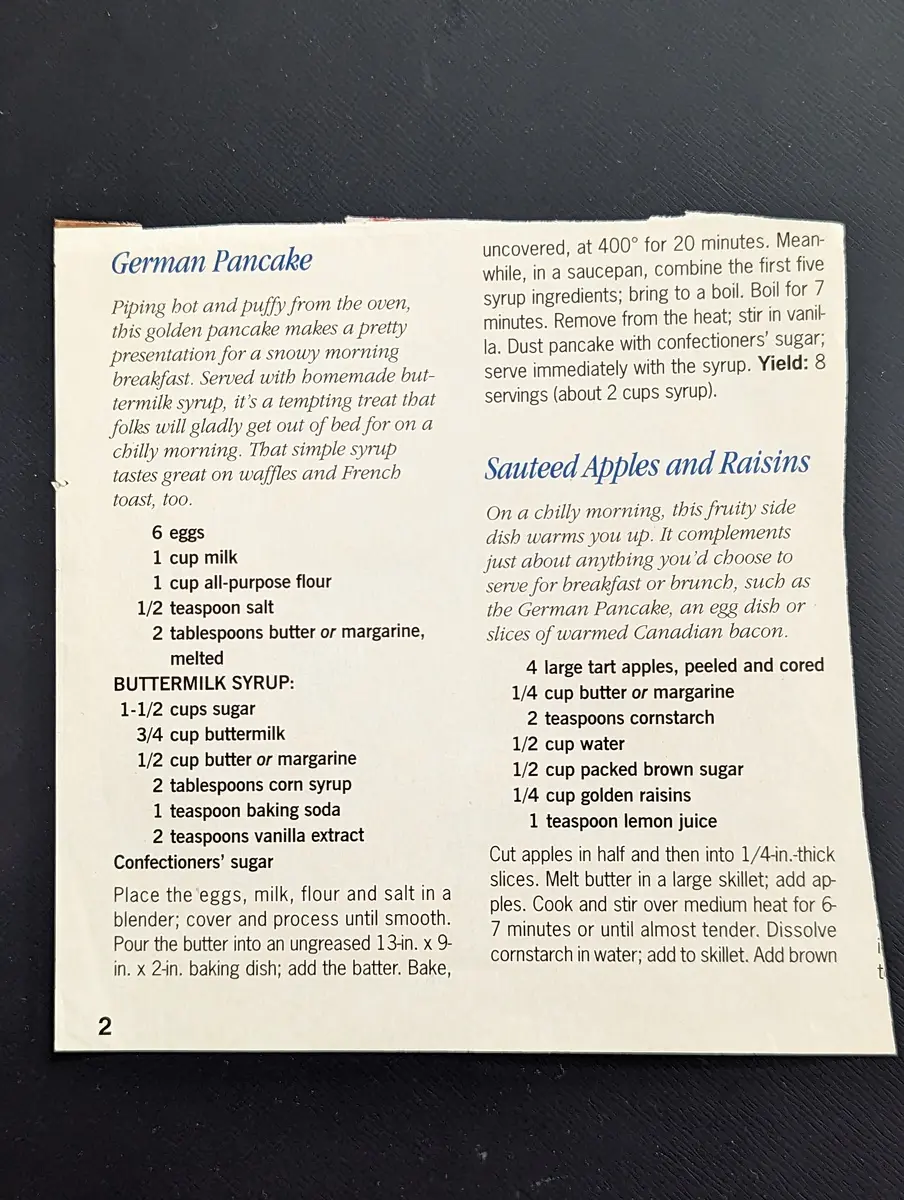 German Pancake
Piping hot and puffy from the oven,
this golden pancake makes a pretty
presentation for a snowy morning
breakfast. Served with homemade but-
termilk syrup, it's a tempting treat that
folks will gladly get out of bed for on a
chilly morning. That simple syrup
tastes great on waffles and French
toast, too.
6 eggs
1 cup milk
1 cup all-purpose flour
1/2 teaspoon salt
2 tablespoons butter or margarine,
melted
BUTTERMILK SYRUP:
1-1/2 cups sugar
3/4 cup buttermilk
1/2 cup butter or margarine
2 tablespoons corn syrup
1 teaspoon baking soda
2 teaspoons vanilla extract
Confectioners' sugar
Place the eggs, milk, flour and salt in a
blender; cover and process until smooth.
Pour the butter into an ungreased 13-in. x 9-
in. x 2-in. baking dish; add the batter. Bake,
uncovered, at 400° for 20 minutes. Mean-
while, in a saucepan, combine the first five
syrup ingredients; bring to a boil. Boil for 7
minutes. Remove from the heat; stir in vanil-
la. Dust pancake with confectioners' sugar;
serve immediately with the syrup. Yield: 8
servings (about 2 cups syrup).
Sauteed Apples and Raisins
On a chilly morning, this fruity side
dish warms you up. It complements
just about anything you'd choose to
serve for breakfast or brunch, such as
the German Pancake, an egg dish or
slices of warmed Canadian bacon.
4 large tart apples, peeled and cored
1/4 cup butter or margarine
2 teaspoons cornstarch
1/2 cup water
1/2 cup packed brown sugar
1/4 cup golden raisins
1 teaspoon lemon juice
Cut apples in half and then into 1/4-in.-thick
slices. Melt butter in a large skillet; add ap-
ples. Cook and stir over medium heat for 6-
7 minutes or until almost tender. Dissolve
cornstarch in water; add to skillet. Add brown
2